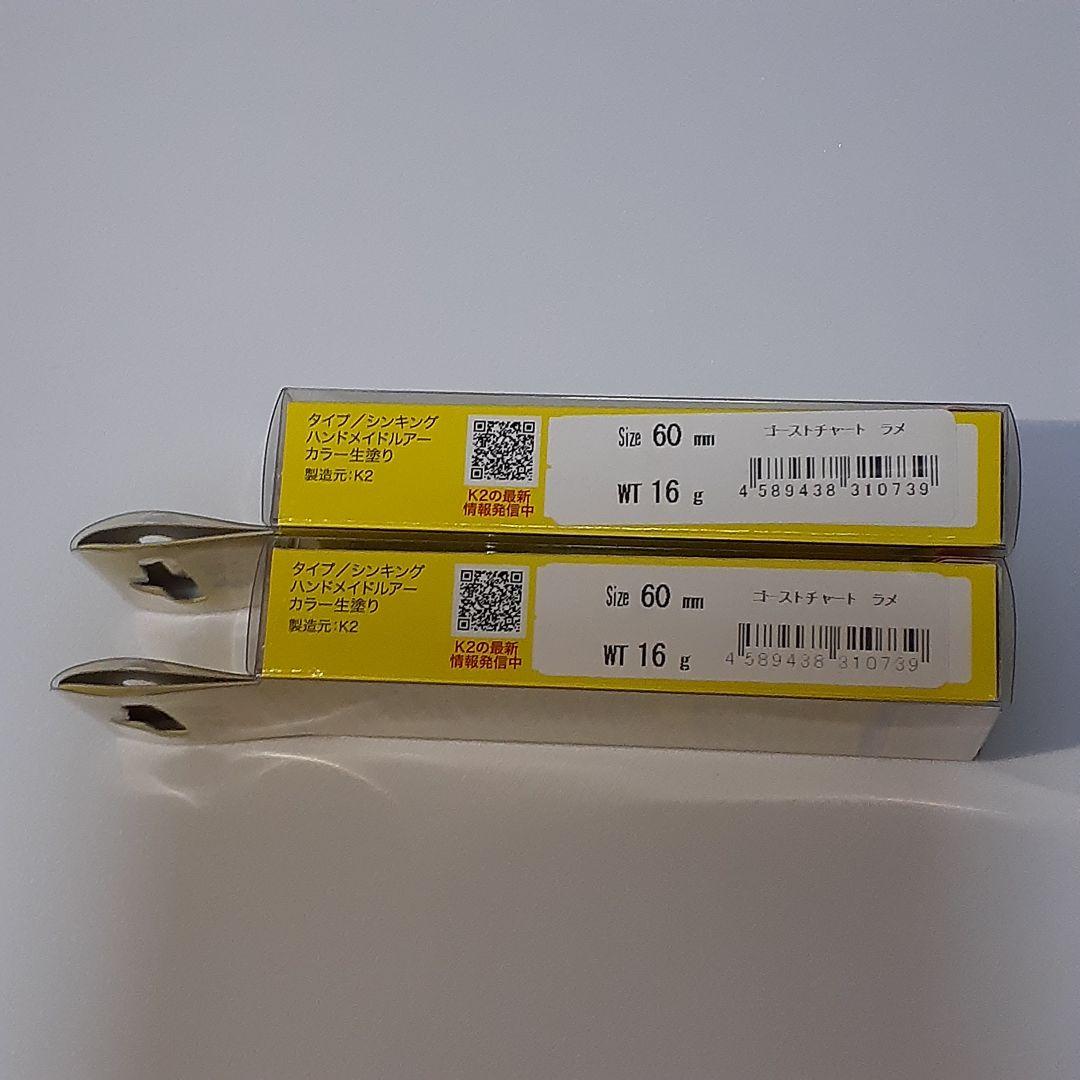 タイプ/シンキング
ハンドメイドルアー
カラー生塗り
製造元:K2
K2の最新
情報発信中
Size 60 mm
WT 16 g
ゴーストチャート ラメ
4 589438 310739
タイプ/シンキング
ハンドメイドルアー
カラー生塗り
製造元:K2
K2の最新
情報発信中
Size 60 mm
WT 16 g
ゴーストチャート ラメ
4 589438 310739